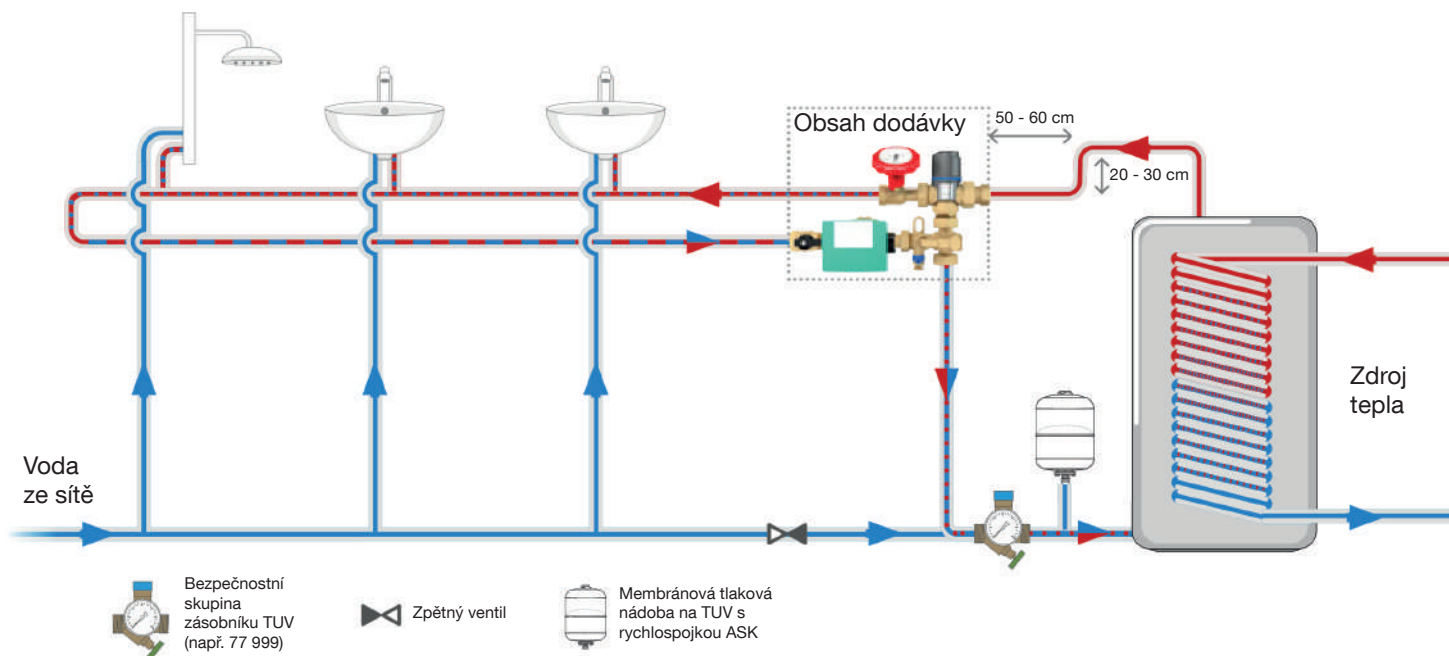 Obsah dodávky
50 - 60 cm
20 - 30 cm
Zdroj
tepla
Voda
ze sítě
Bezpečnostní
skupina
zásobníku TUV
(např. 77 999)
Zpětný ventil
Membránová tlaková
nádoba na TUV s
rychlospojkou ASK